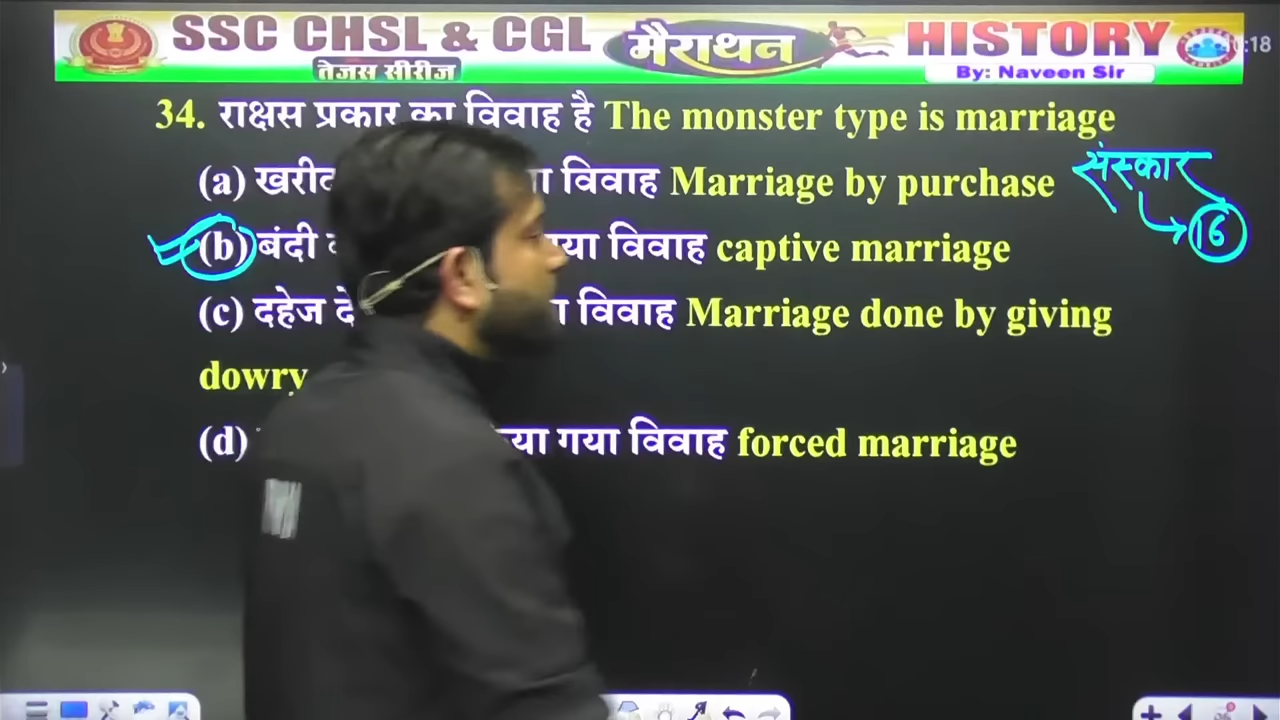 SSC CHSL & CGL मैराथन HISTORY
तेजस सीरीज By: Naveen Sir
34. राक्षस प्रकार का विवाह है The monster type is marriage
(a) विवाह Marriage by purchase संस्कार
(b) बंदी गया विवाह captive marriage 16
(c) दहेज विवाह Marriage done by giving
dowry
(d) गया विवाह forced marriage